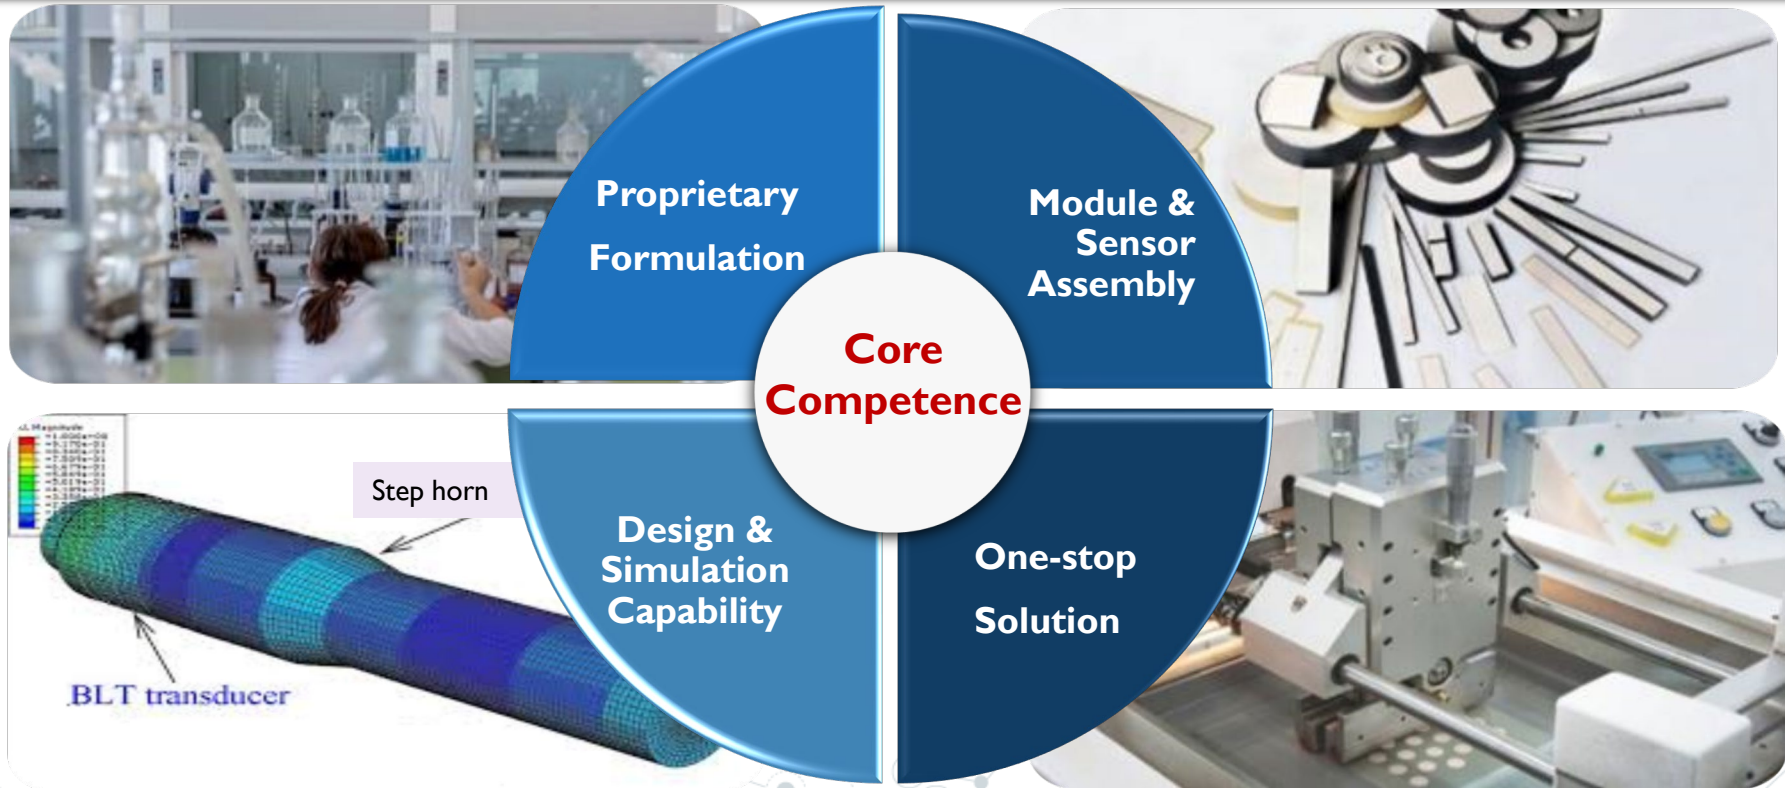 Proprietary
Formulation
Module &
Sensor
Assembly
Core
Competence
Step horn
BLT transducer
Design &
Simulation
Capability
One-stop
Solution